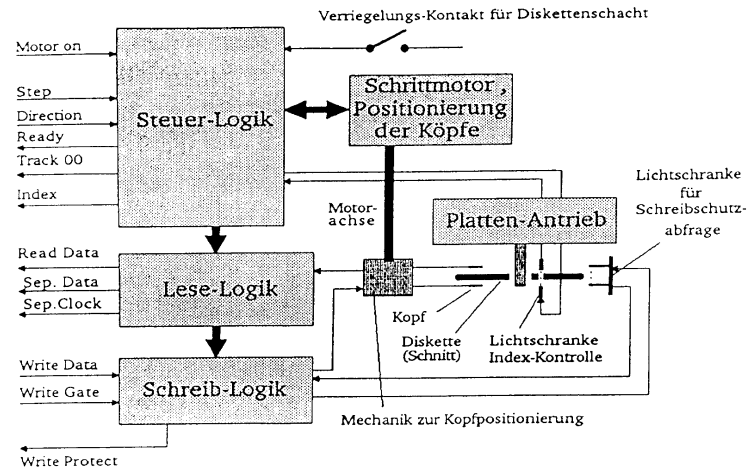 Verriegelungs-Kontakt für Diskettenschacht
Motor on
Step
Direction
Ready
Track 00
Index
Steuer-Logik
Schrittmotor,
Positionierung
der Köpfe
Motor-
achse
Platten-Antrieb
Lichtschranke
für
Schreibschutz-
abfrage
Read Data
Sep. Data
Sep.Clock
Lese-Logik
Kopf
Diskette
(Schnitt)
Lichtschranke
Index-Kontrolle
Write Data
Write Gate
Schreib-Logik
Mechanik zur Kopfpositionierung
Write Protect